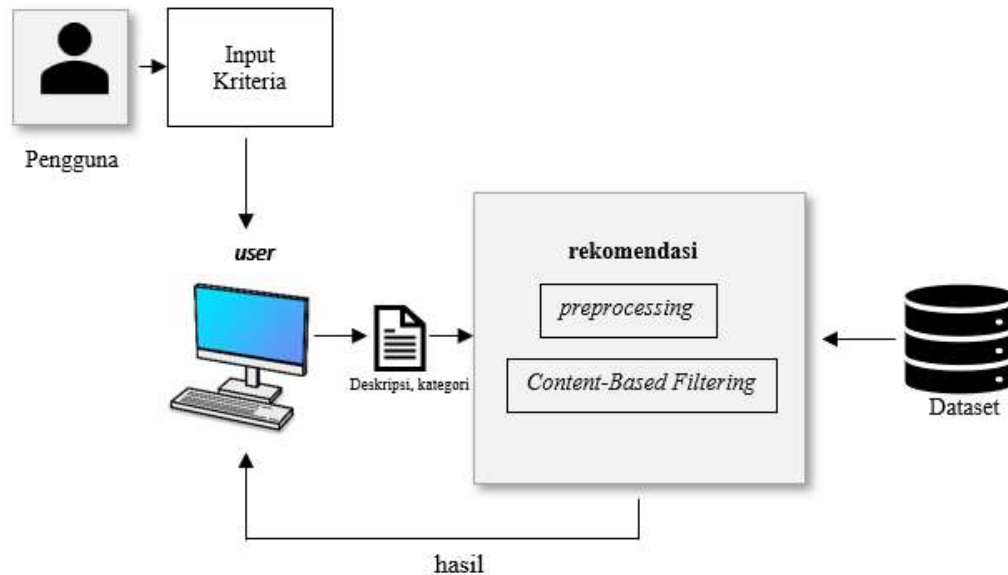 Input
Kriteria
Pengguna
user
rekomendasi
preprocessing
Content-Based Filtering
Deskripsi, kategori
Dataset
hasil